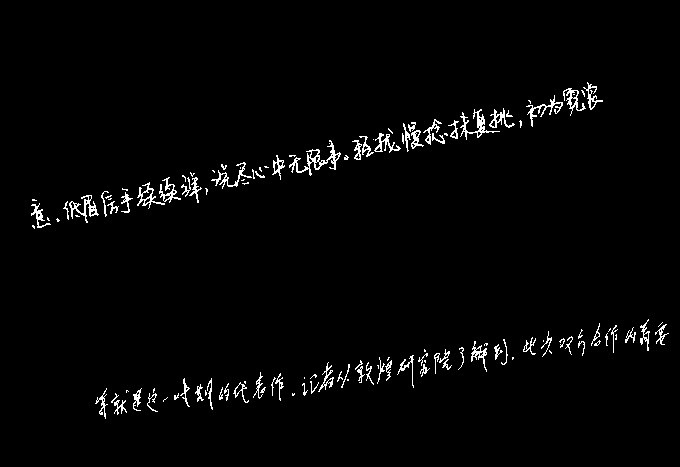 意。低眉信手续续弹,说尽心中无限事。轻拢慢捻抹复挑,初为霓裳
等就是这一时期的代表作。记者从敦煌研究院了解到,此次双方合作的首要